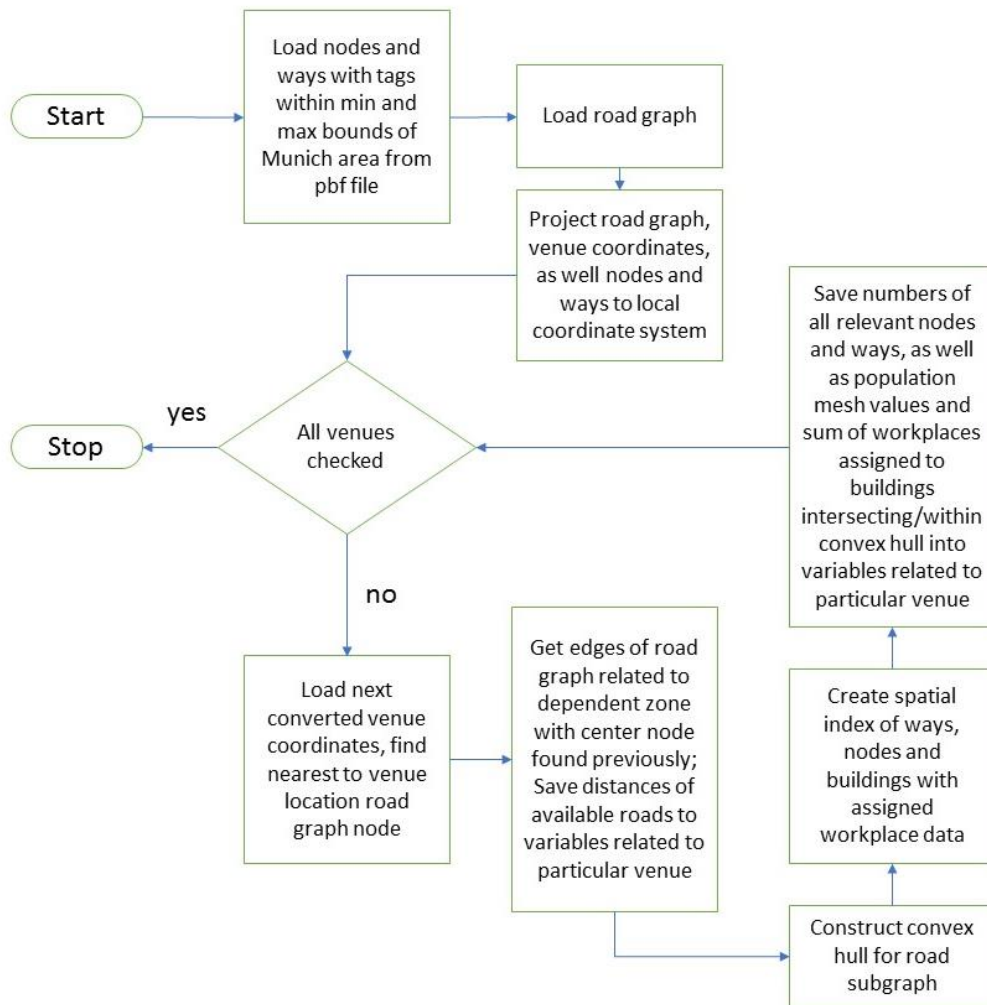 Start
Load nodes and
ways with tags
within min and
max bounds of
Munich area from
pbf file
Load road graph
Project road graph,
venue coordinates,
as well nodes and
ways to local
coordinate system
All venues
checked
yes
Stop
no
Load next
converted venue
coordinates, find
nearest to venue
location road
graph node
Get edges of road
graph related to
dependent zone
with center node
found previously;
Save distances of
available roads to
variables related to
particular venue
Construct convex
hull for road
subgraph
Create spatial
index of ways,
nodes and
buildings with
assigned
workplace data
Save numbers of
all relevant nodes
and ways, as well
as population
mesh values and
sum of workplaces
assigned to
buildings
intersecting/within
convex hull into
variables related to
particular venue